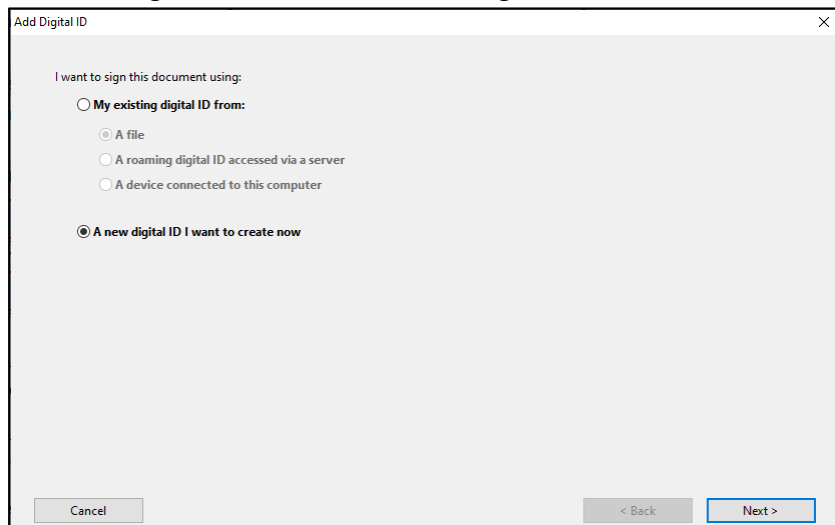 Add Digital ID
I want to sign this document using:
My existing digital ID from:
A file
A roaming digital ID accessed via a server
A device connected to this computer
A new digital ID I want to create now
Cancel
< Back
Next >